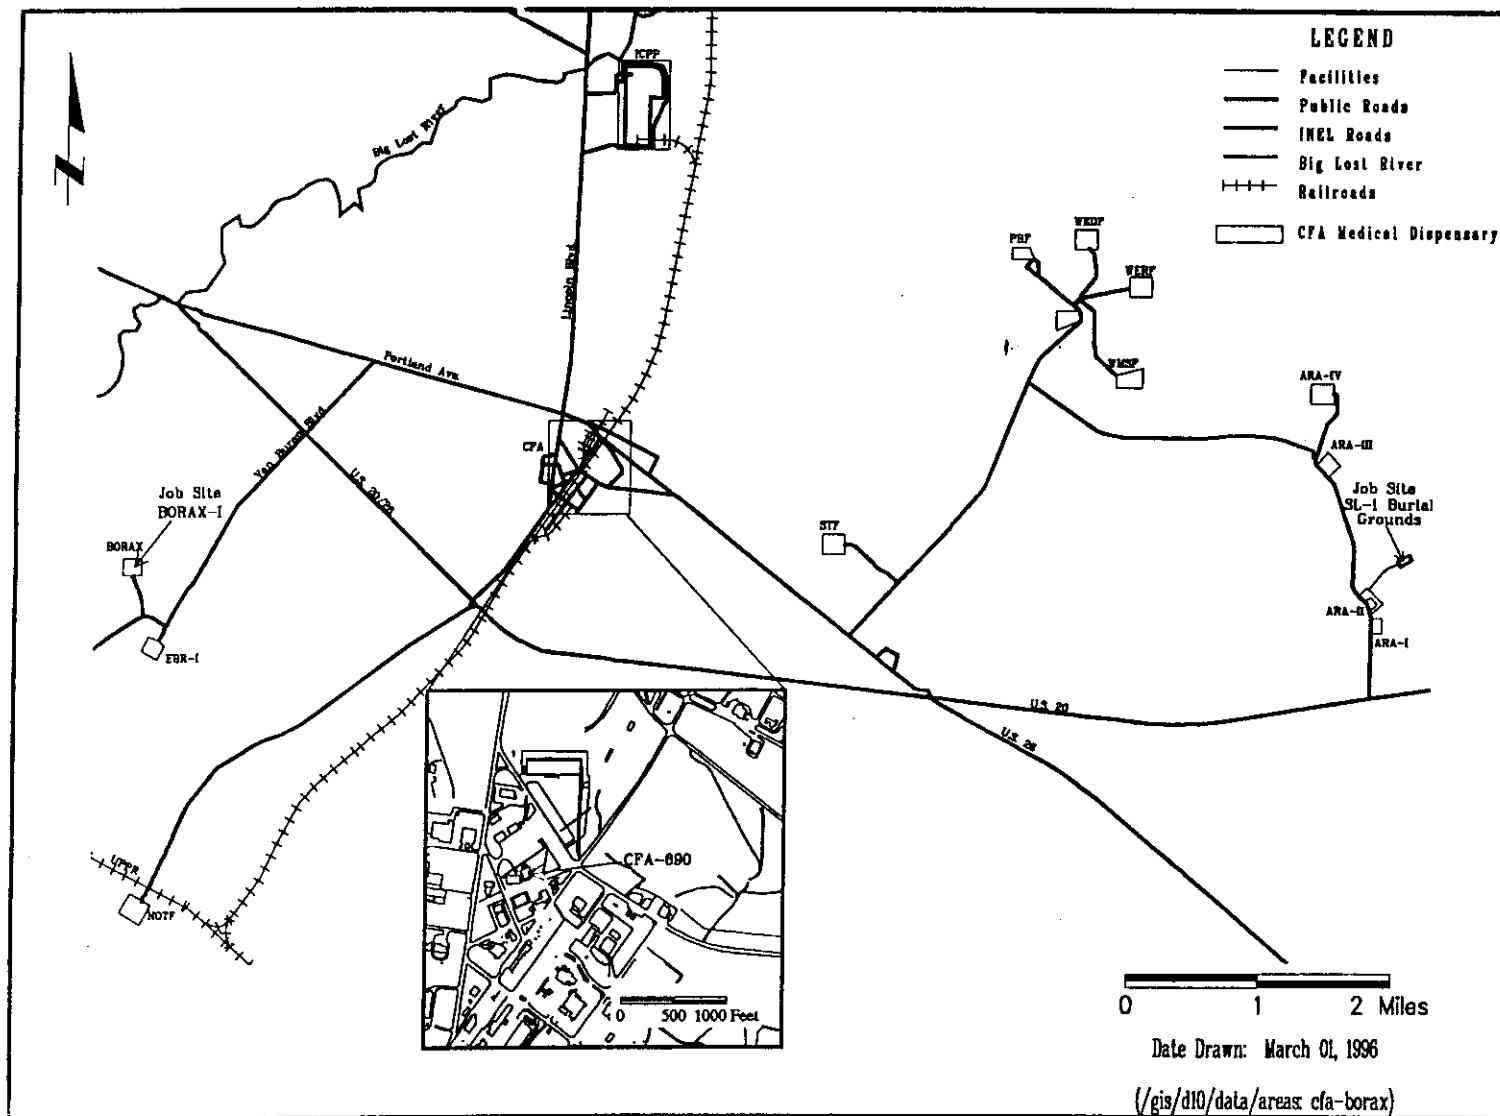 LEGEND
Facilities
Public Roads
INEL Roads
Big Lost River
Railroads
CFA Medical Dispensary
ICPP
Big Lost River
Lincoln Blvd
Portland Ave
Van Buren Blvd
U.S. 20/26
CFA
Job Site
BORAX-I
BORAX
EBR-I
PBF
WEDF
WERF
WMSF
ARA-IV
ARA-III
Job Site
SL-1 Burial
Grounds
STF
ARA-II
ARA-I
U.S. 20
U.S. 26
UPPR
NOTF
CFA-690
0 500 1000 Feet
0 1 2 Miles
Date Drawn: March 01, 1996
(/gis/d10/data/areas: cfa-borax)